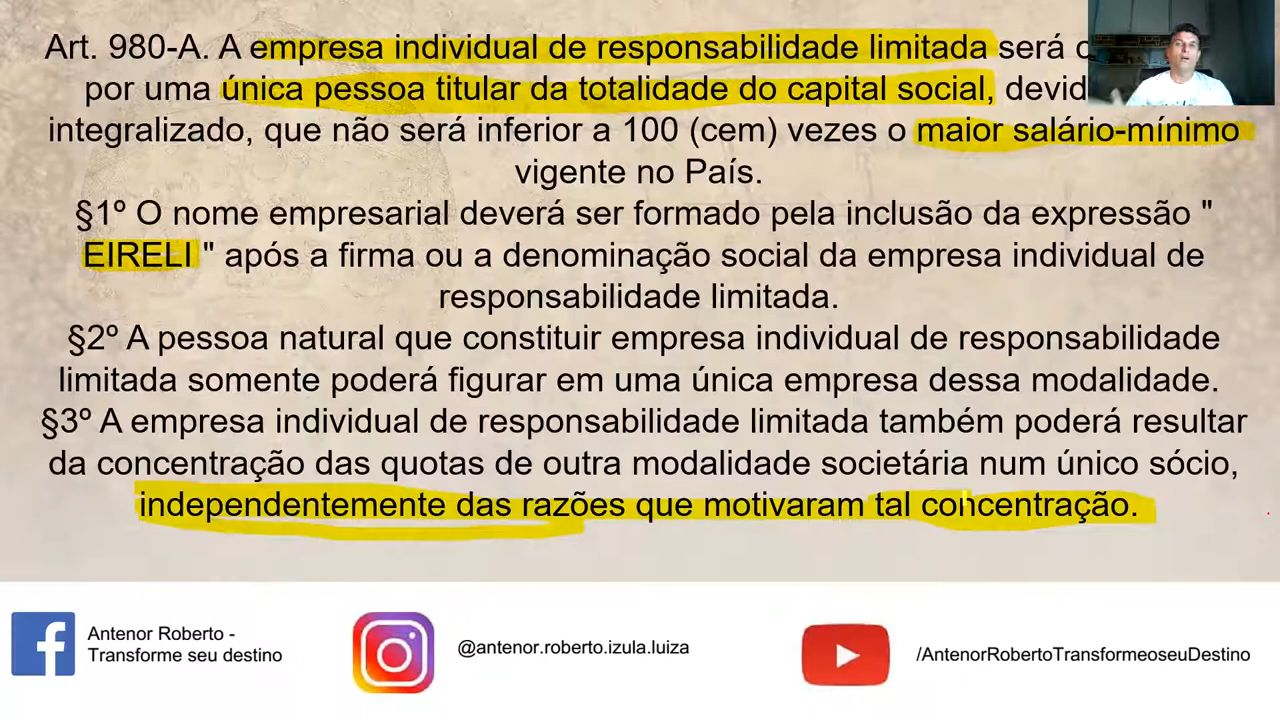 Art. 980-A. A empresa individual de responsabilidade limitada será
por uma única pessoa titular da totalidade do capital social,
integralizado, que não será inferior a 100 (cem) vezes o maior salário-mínimo
vigente no País.
§1º O nome empresarial deverá ser formado pela inclusão da expressão "
EIRELI " após a firma ou a denominação social da empresa individual de
responsabilidade limitada.
§2º A pessoa natural que constituir empresa individual de responsabilidade
limitada somente poderá figurar em uma única empresa dessa modalidade.
§3º A empresa individual de responsabilidade limitada também poderá resultar
da concentração das quotas de outra modalidade societária num único sócio,
independentemente das razões que motivaram tal concentração.
Antenor Roberto -
Transforme seu destino
@antenor.roberto.izula.luiza
/AntenorRobertoTransformeoseuDestino